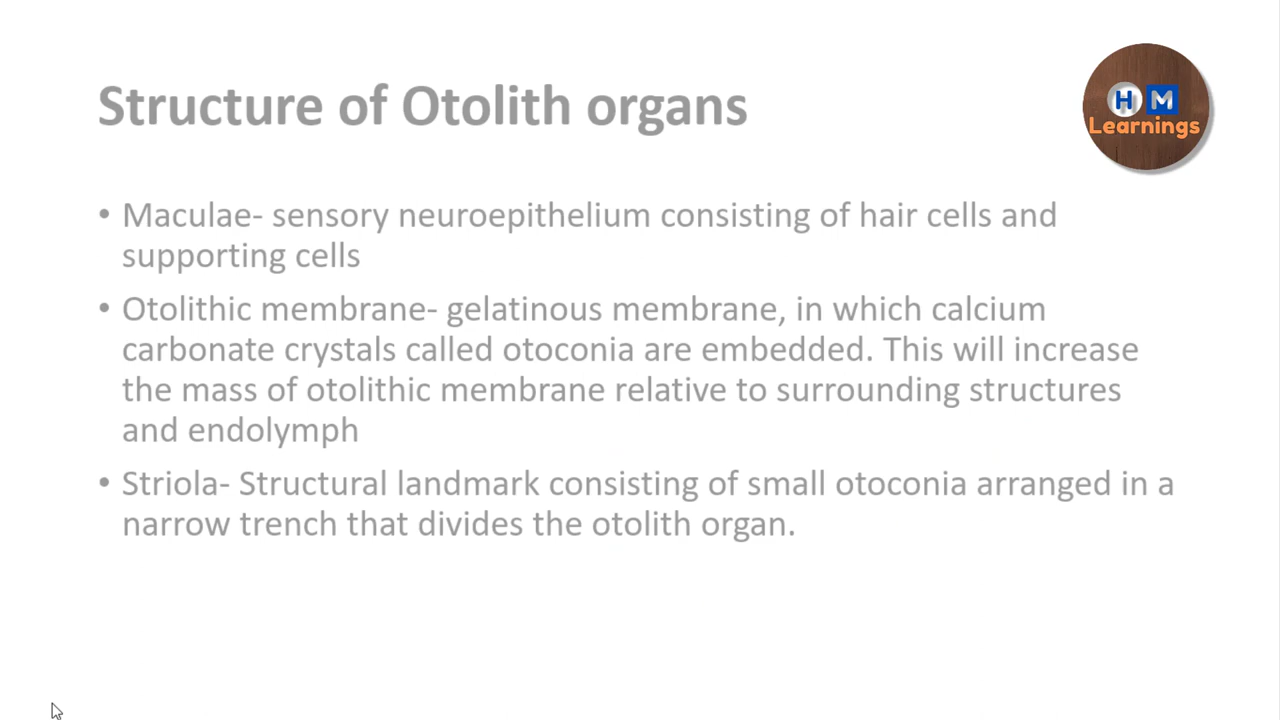 Structure of Otolith organs
H M
Learnings
• Maculae- sensory neuroepithelium consisting of hair cells and
supporting cells
• Otolithic membrane- gelatinous membrane, in which calcium
carbonate crystals called otoconia are embedded. This will increase
the mass of otolithic membrane relative to surrounding structures
and endolymph
• Striola- Structural landmark consisting of small otoconia arranged in a
narrow trench that divides the otolith organ.